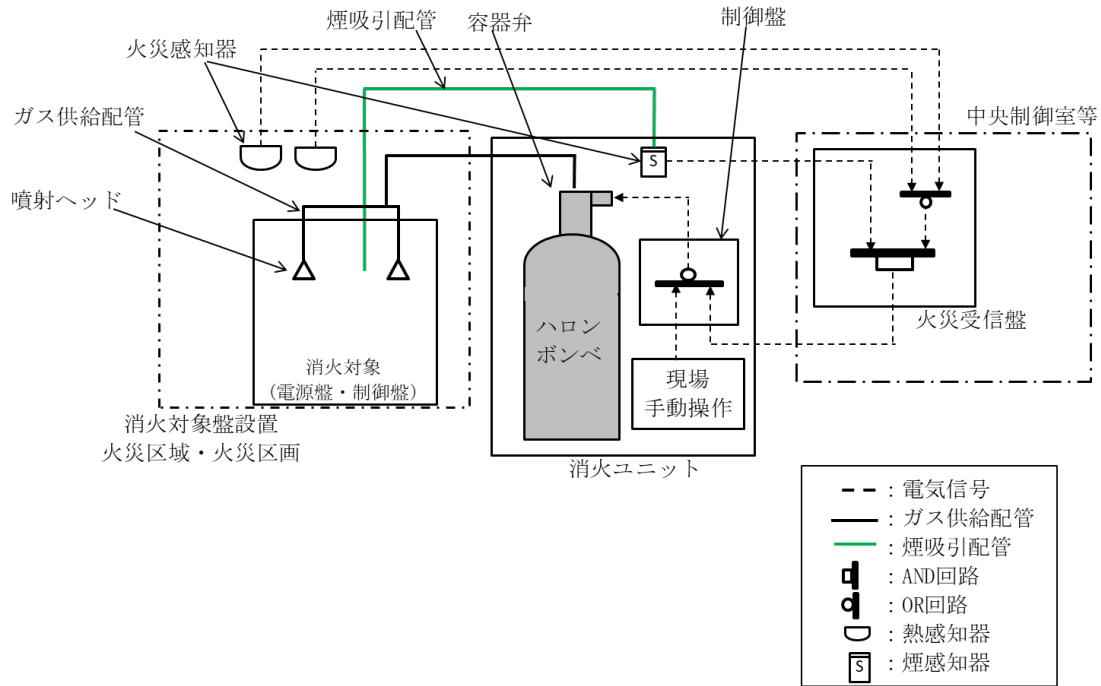 煙吸引配管
容器弁
制御盤
火災感知器
ガス供給配管
中央制御室等
噴射ヘッド
S
ハロン
ボンベ
火災受信盤
消火対象
(電源盤・制御盤)
現場
手動操作
消火対象盤設置
火災区域・火災区画
消火ユニット
：電気信号
：ガス供給配管
：煙吸引配管
：AND回路
：OR回路
：熱感知器
S ：煙感知器